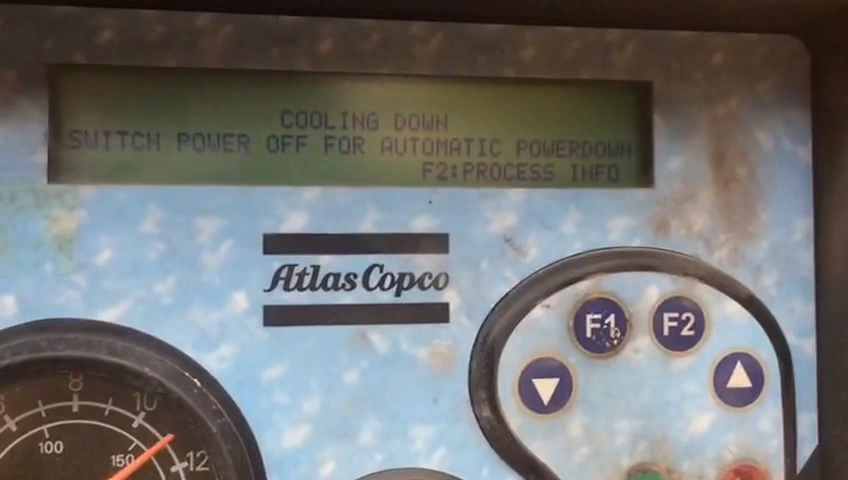 COOLING DOWN
SWITCH POWER OFF FOR AUTOMATIC POWERDOWN
F2:PROCESS INFO
Atlas Copco
F1 F2
8 10 12
100 150